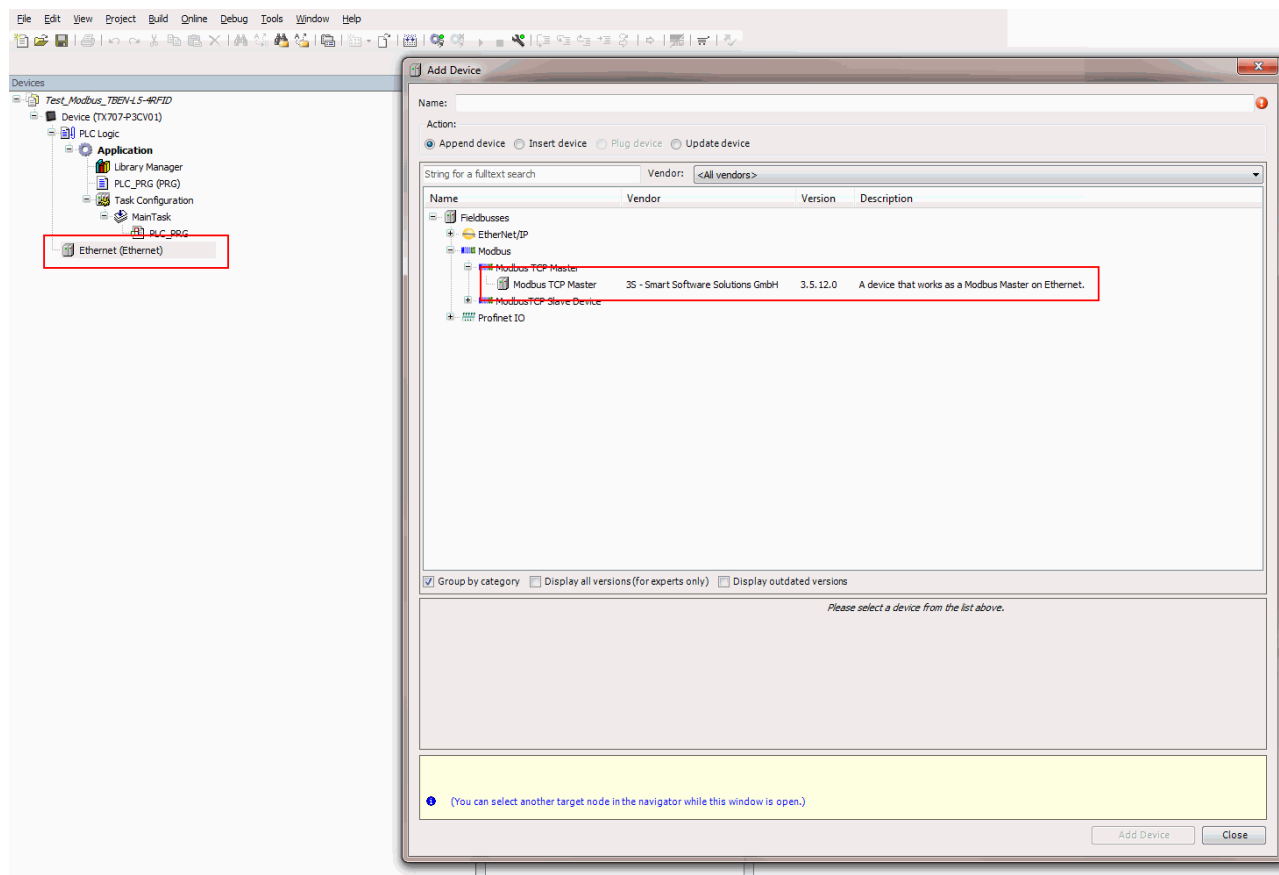 File Edit View Project Build Online Debug Tools Window Help
Devices
Test_Modbus_TBEN-L5-4RFID
Device (TX707-P3CV01)
PLC Logic
Application
Library Manager
PLC_PRG (PRG)
Task Configuration
MainTask
PLC_PRG
Ethernet (Ethernet)
Add Device
Name:
Action:
Append device Insert device Plug device Update device
String for a fulltext search Vendor: <All vendors>
Name Vendor Version Description
Fieldbusses
EtherNet/IP
Modbus
Modbus TCP Master
Modbus TCP Master 3S - Smart Software Solutions GmbH 3.5.12.0 A device that works as a Modbus Master on Ethernet.
ModbusTCP Slave Device
Profinet IO
Group by category Display all versions (for experts only) Display outdated versions
Please select a device from the list above.
(You can select another target node in the navigator while this window is open.)
Add Device Close